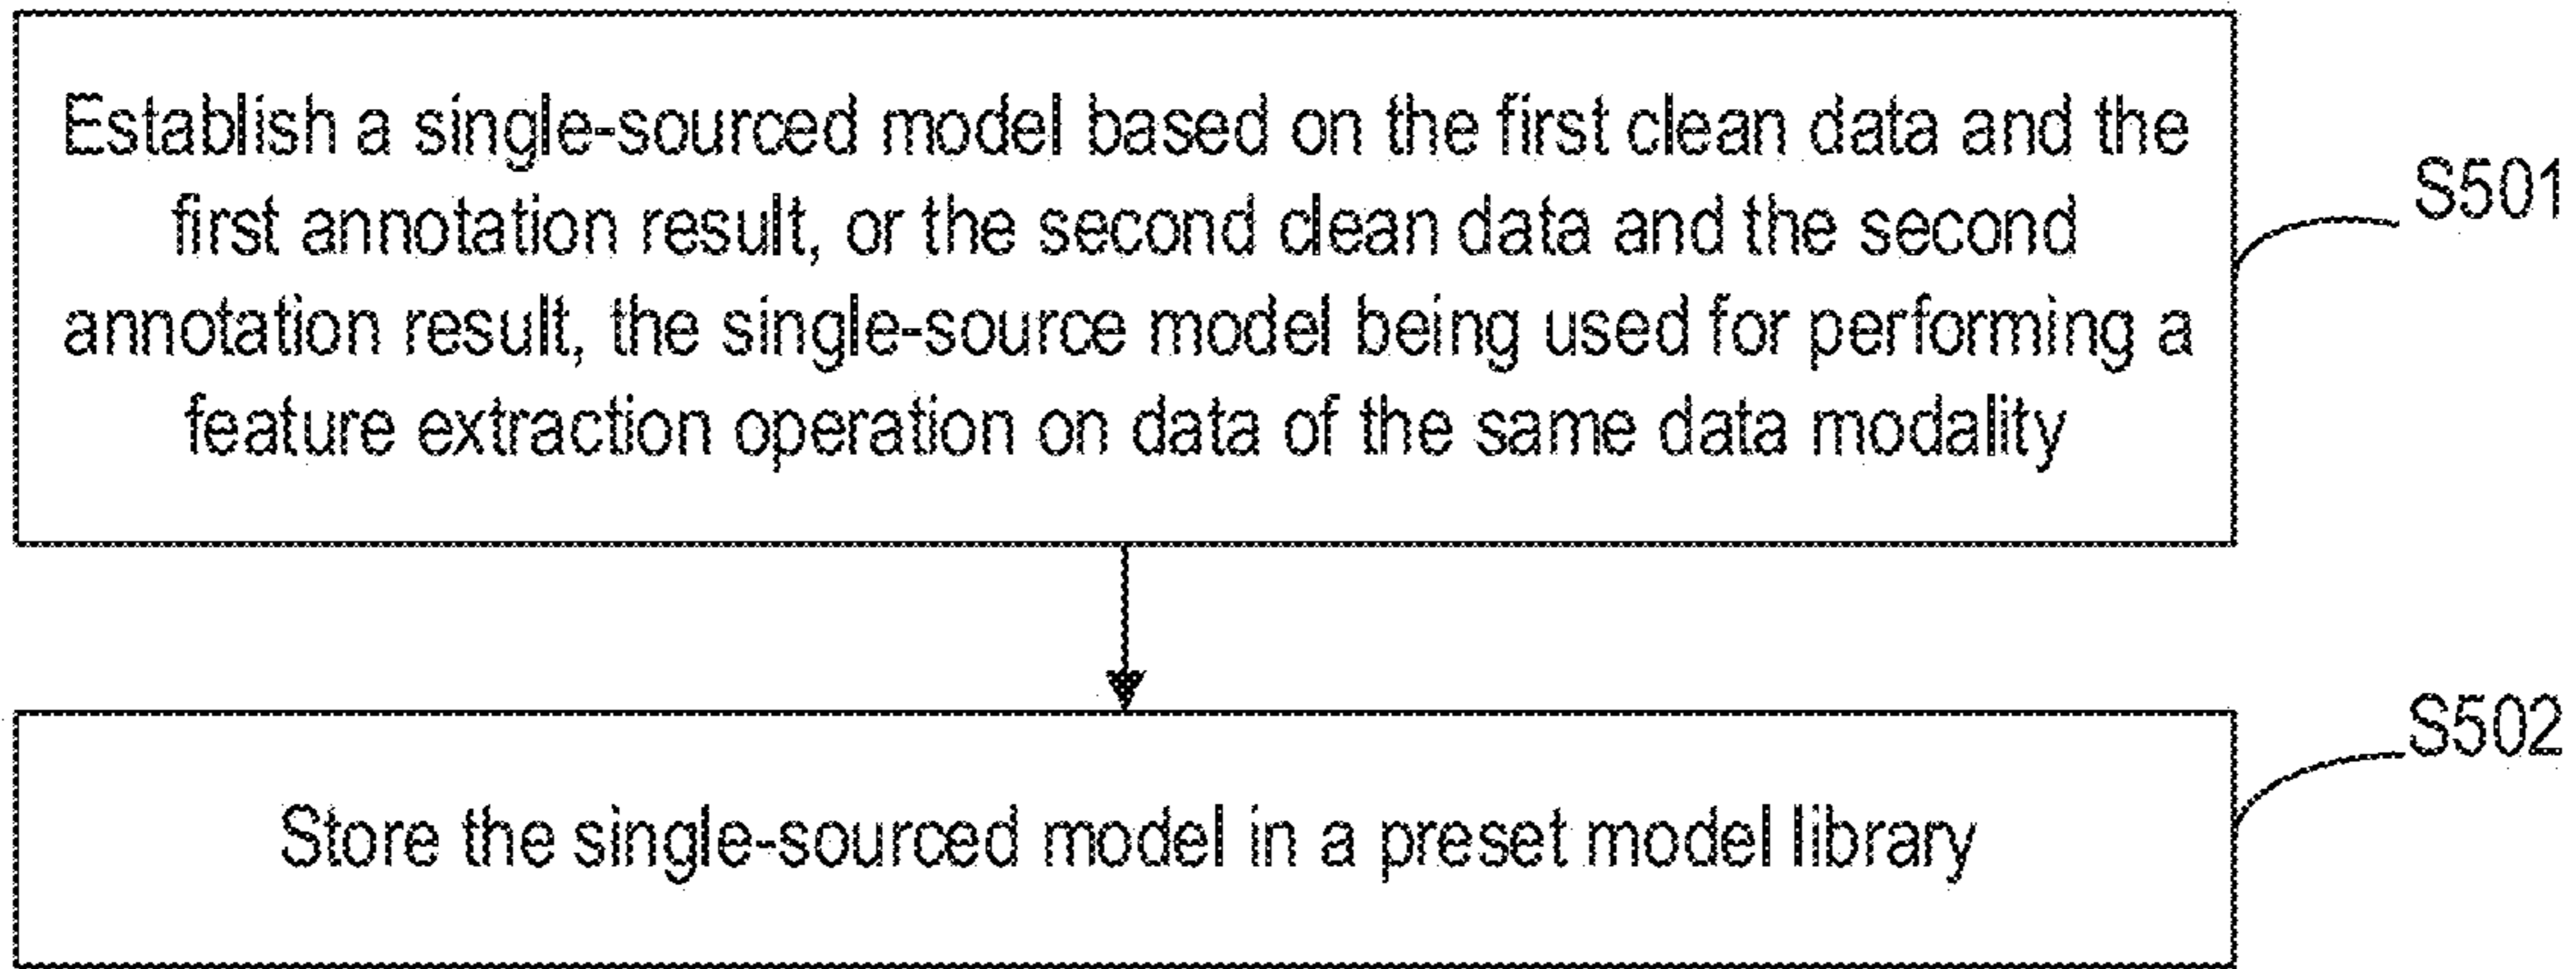 Establish a single-sourced model based on the first clean data and the
first annotation result, or the second clean data and the second
annotation result, the single-source model being used for performing a
feature extraction operation on data of the same data modality
S501
Store the single-sourced model in a preset model library
S502